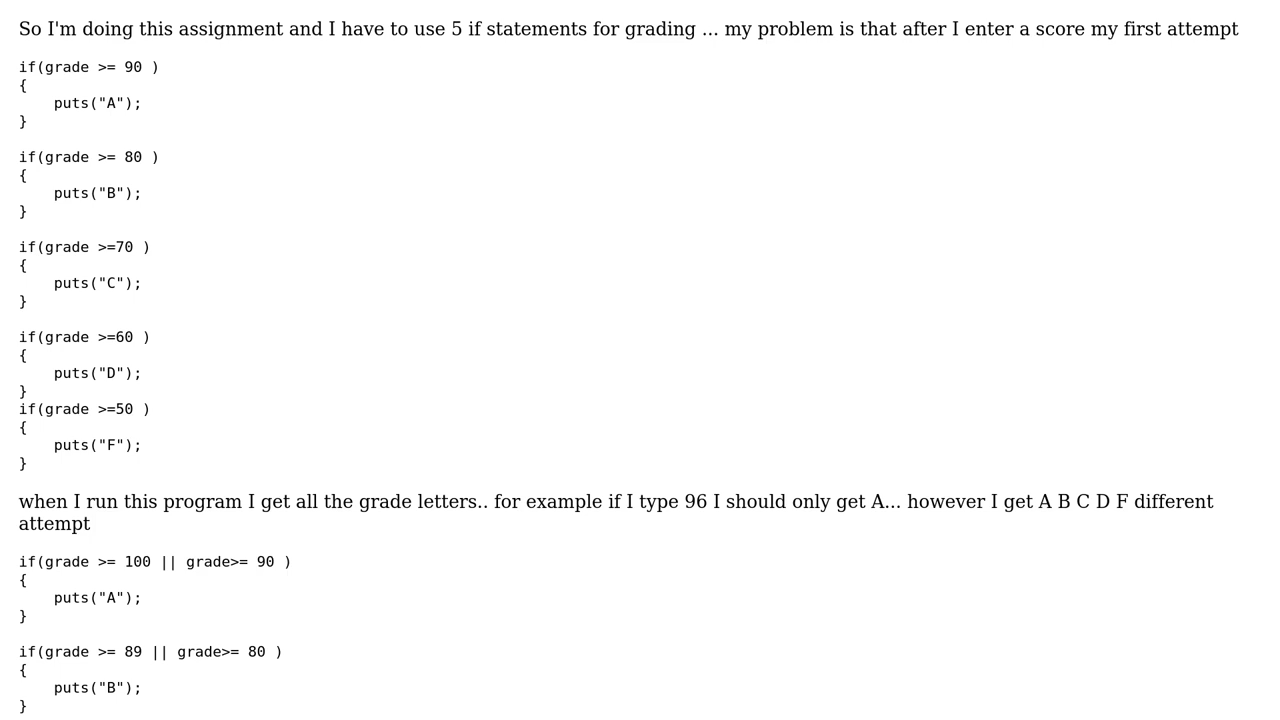 So I'm doing this assignment and I have to use 5 if statements for grading ... my problem is that after I enter a score my first attempt
if(grade >= 90 )
{
    puts("A");
}
if(grade >= 80 )
{
    puts("B");
}
if(grade >=70 )
{
    puts("C");
}
if(grade >=60 )
{
    puts("D");
}
if(grade >=50 )
{
    puts("F");
}
when I run this program I get all the grade letters.. for example if I type 96 I should only get A... however I get A B C D F different
attempt
if(grade >= 100 || grade>= 90 )
{
    puts("A");
}
if(grade >= 89 || grade>= 80 )
{
    puts("B");
}